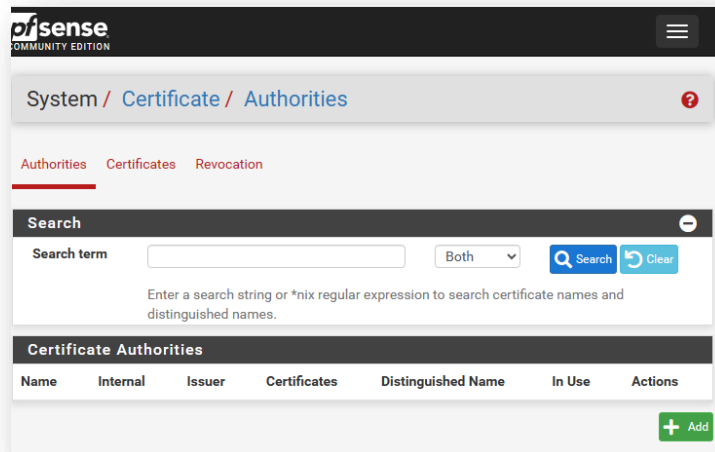 pfsense
COMMUNITY EDITION
System / Certificate / Authorities
Authorities Certificates Revocation
Search
Search term Both Search Clear
Enter a search string or *nix regular expression to search certificate names and
distinguished names.
Certificate Authorities
Name Internal Issuer Certificates Distinguished Name In Use Actions
Add